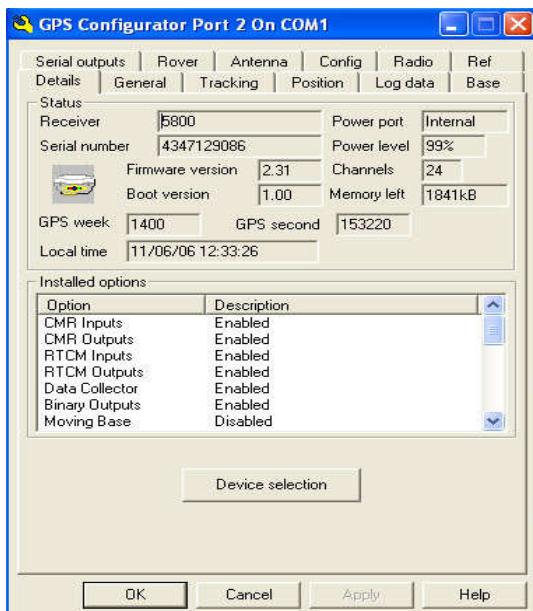 GPS Configurator Port 2 On COM1
Serial outputs Rover Antenna Config Radio Ref
Details General Tracking Position Log data Base
Status
Receiver 5800 Power port Internal
Serial number 4347129086 Power level 99%
Firmware version 2.31 Channels 24
Boot version 1.00 Memory left 1841kB
GPS week 1400 GPS second 153220
Local time 11/06/06 12:33:26
Installed options
Option Description
CMR Inputs Enabled
CMR Outputs Enabled
RTCM Inputs Enabled
RTCM Outputs Enabled
Data Collector Enabled
Binary Outputs Enabled
Moving Base Disabled
Device selection
OK Cancel Apply Help